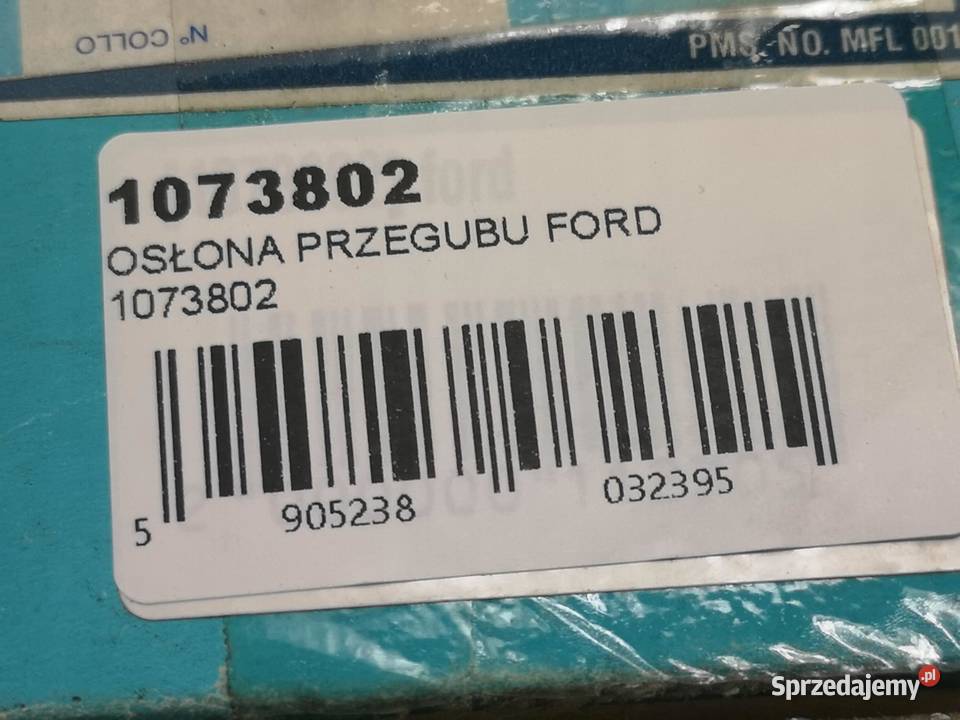 N° COLLO
PMS. NO. MFL 001
1073802
OSŁONA PRZEGUBU FORD
1073802
5 905238 032395
Sprzedajemy.pl